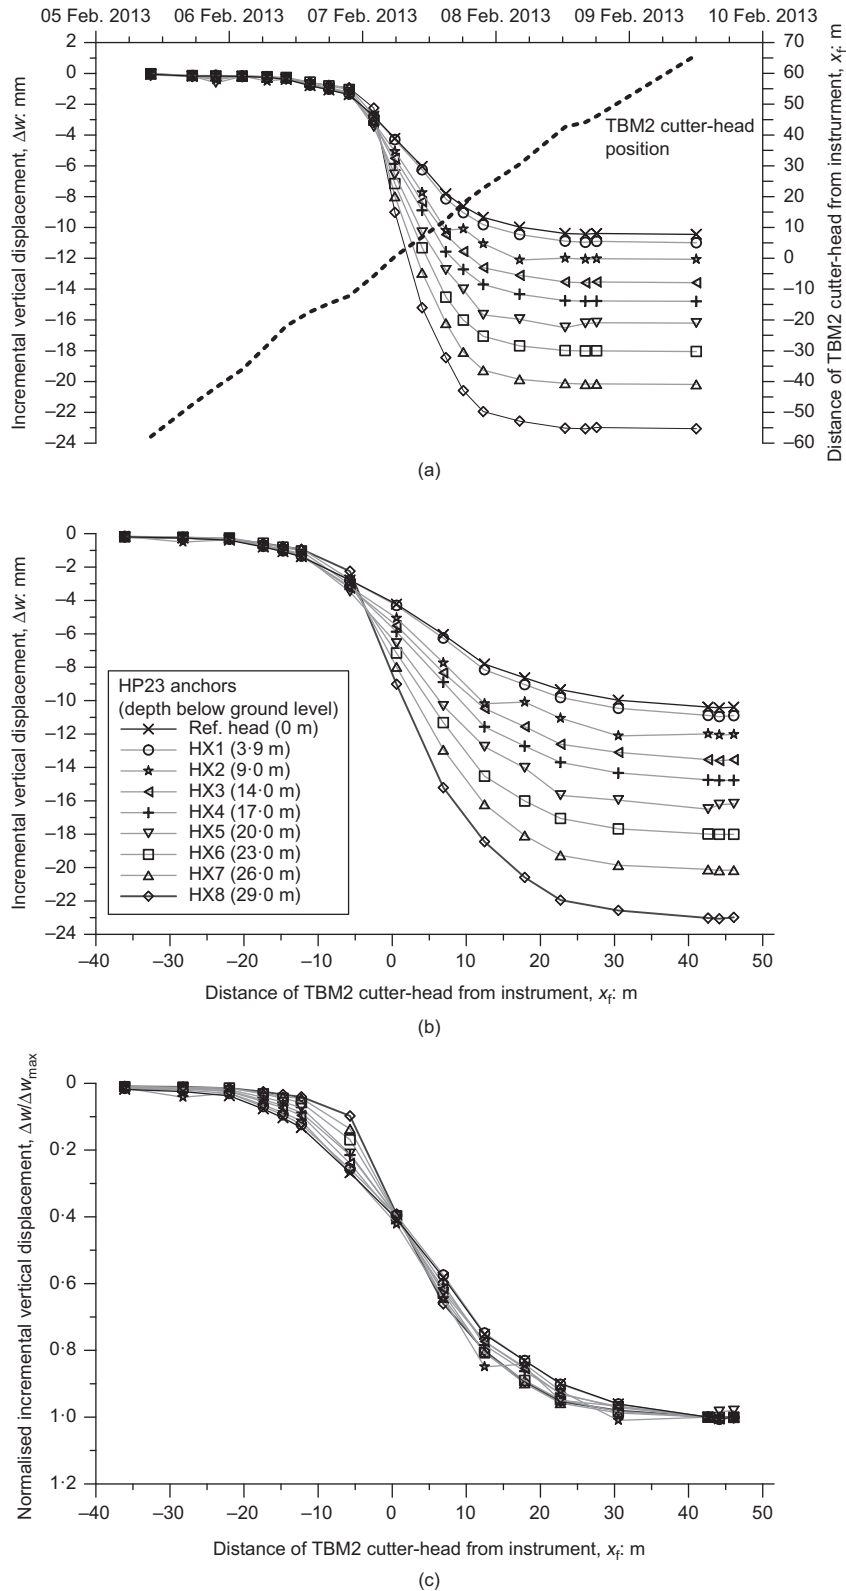 05 Feb. 2013 06 Feb. 2013 07 Feb. 2013 08 Feb. 2013 09 Feb. 2013 10 Feb. 2013
2 70
0 60
–2 50
–4 40
–6 30
–8 20
–10 10
–12 0
–14 –10
–16 –20
–18 –30
–20 –40
–22 –50
–24 –60
Incremental vertical displacement, Δw: mm
Distance of TBM2 cutter-head from instrument, xf: m
TBM2 cutter-head
position
(a)
0
–2
–4
–6
–8
–10
–12
–14
–16
–18
–20
–22
–24
Incremental vertical displacement, Δw: mm
HP23 anchors
(depth below ground level)
Ref. head (0 m)
HX1 (3·9 m)
HX2 (9·0 m)
HX3 (14·0 m)
HX4 (17·0 m)
HX5 (20·0 m)
HX6 (23·0 m)
HX7 (26·0 m)
HX8 (29·0 m)
–40 –30 –20 –10 0 10 20 30 40 50
Distance of TBM2 cutter-head from instrument, xf: m
(b)
0
0·2
0·4
0·6
0·8
1·0
1·2
Normalised incremental vertical displacement, Δw/Δwmax
–40 –30 –20 –10 0 10 20 30 40 50
Distance of TBM2 cutter-head from instrument, xf: m
(c)